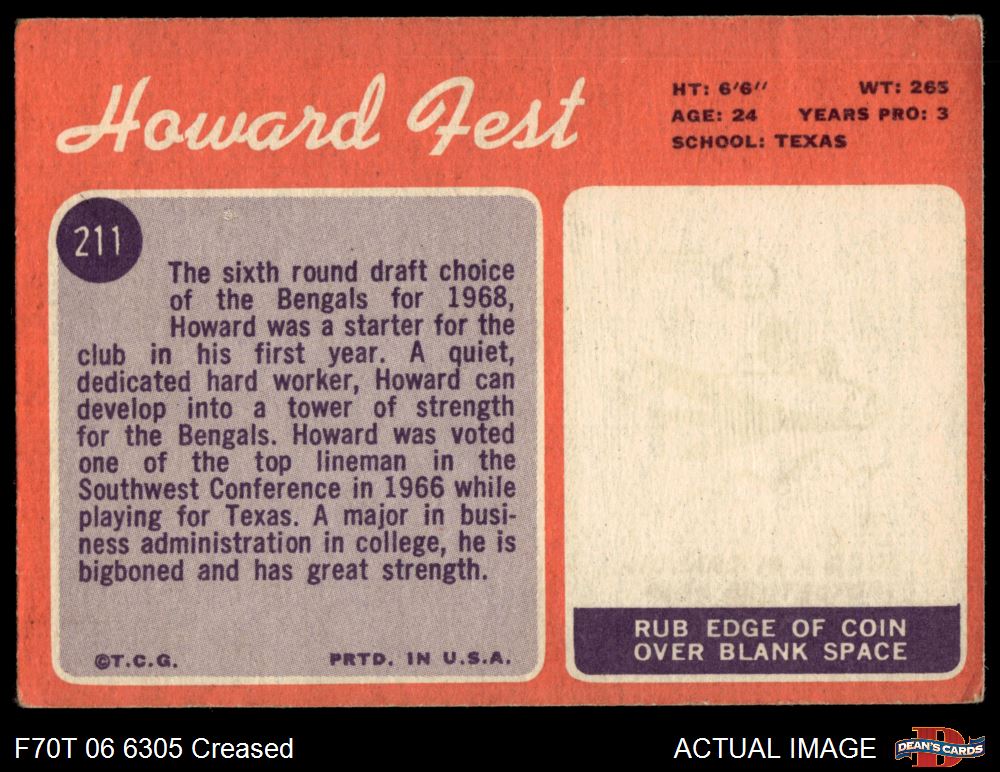 Howard Fest
HT: 6'6"
WT: 265
AGE: 24
YEARS PRO: 3
SCHOOL: TEXAS
211
The sixth round draft choice
of the Bengals for 1968,
Howard was a starter for the
club in his first year. A quiet,
dedicated hard worker, Howard can
develop into a tower of strength
for the Bengals. Howard was voted
one of the top lineman in the
Southwest Conference in 1966 while
playing for Texas. A major in busi-
ness administration in college, he is
bigboned and has great strength.
©T.C.G.
PRTD. IN U.S.A.
RUB EDGE OF COIN
OVER BLANK SPACE
F70T 06 6305 Creased
ACTUAL IMAGE
DEAN'S CARDS